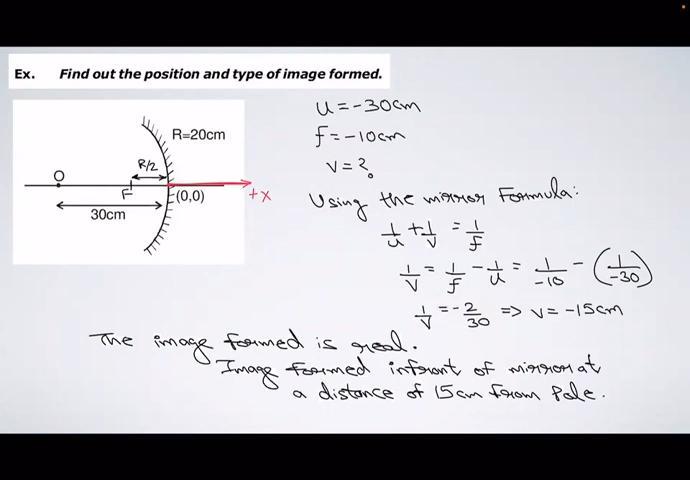 Ex. Find out the position and type of image formed.
R=20cm
R/2
O
F
(0,0)
+x
30cm
u = -30cm
f = -10cm
v = ?
Using the mirror Formula:
1/u + 1/v = 1/f
1/v = 1/f - 1/u = 1/-10 - (1/-30)
1/v = -2/30 => v = -15cm
The image formed is real.
Image formed infront of mirror at
a distance of 15cm from Pole.